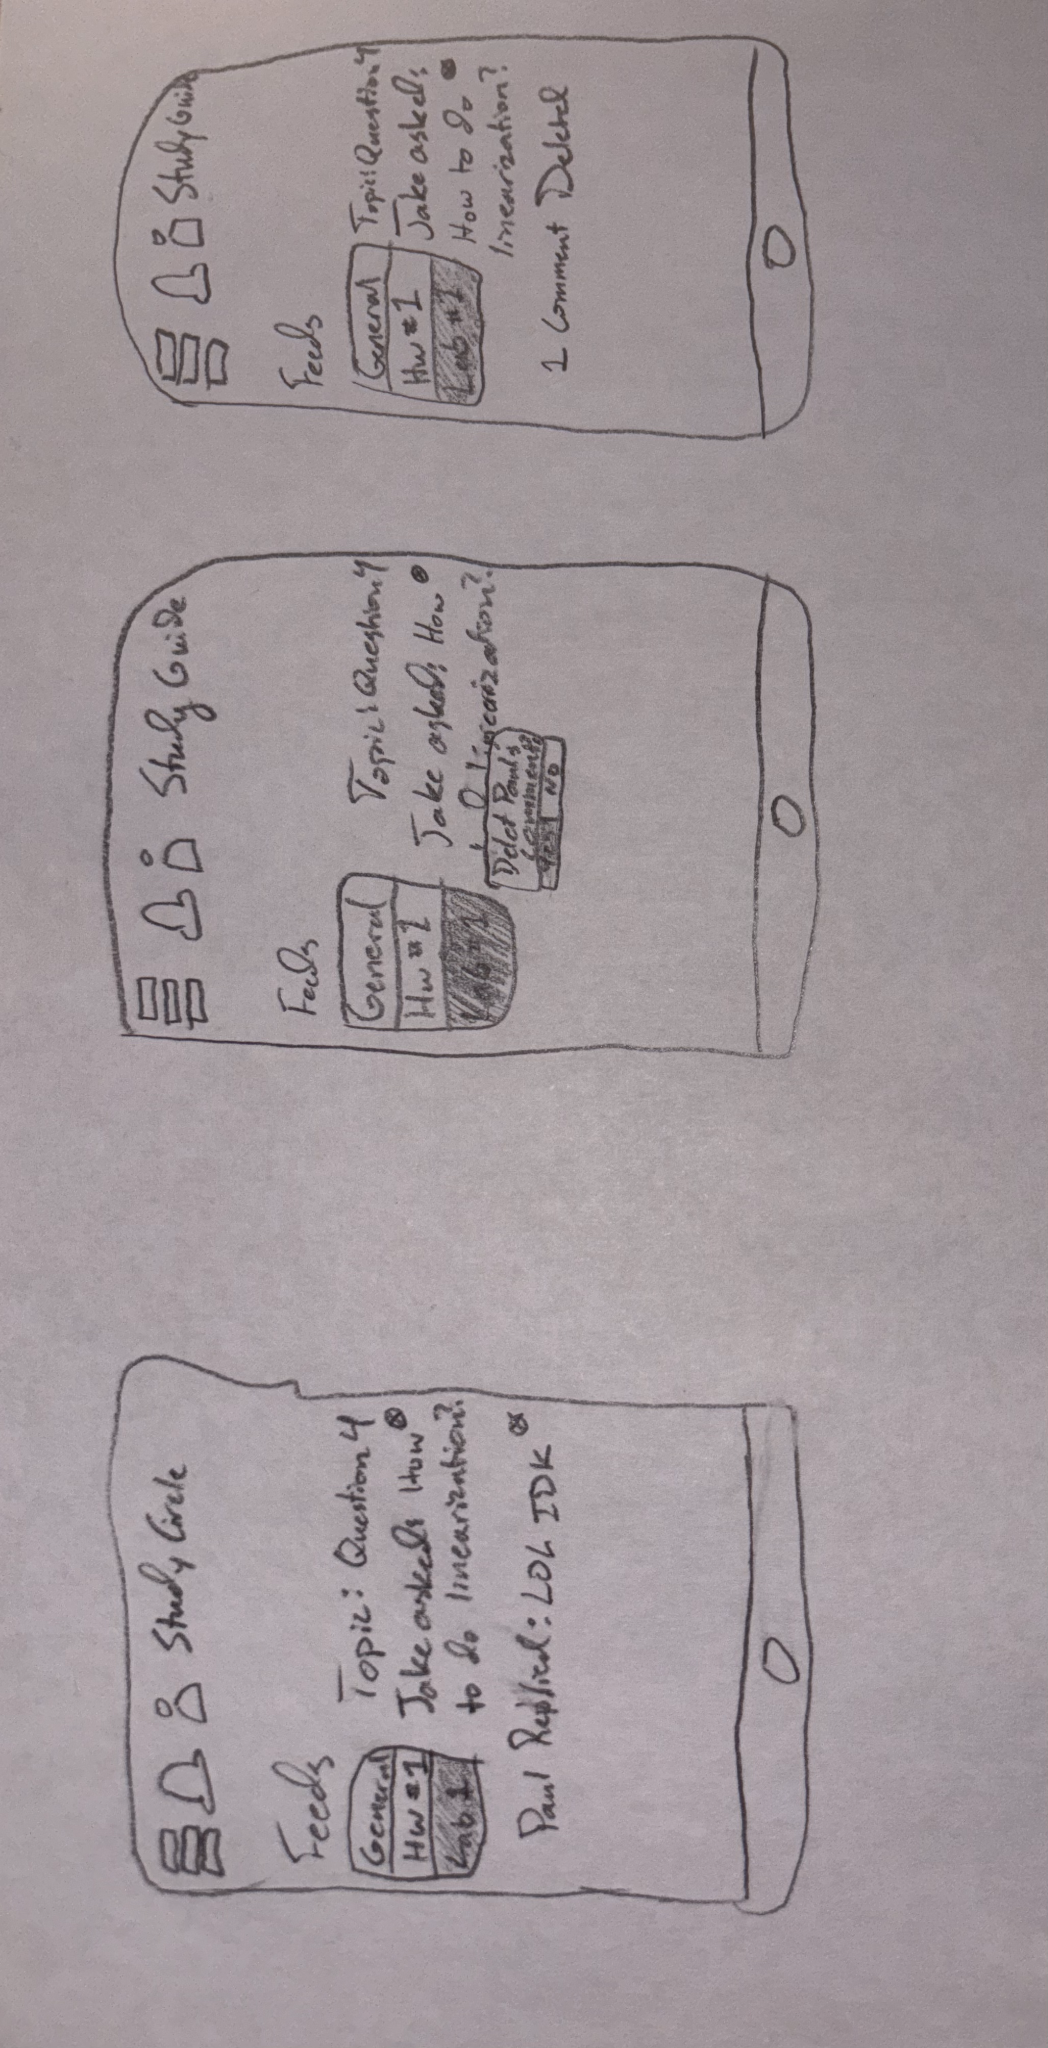 Study Circle
Feeds
General
HW #1
Lab 1
Topic: Question 4
Jake asked: How
to do linearization?
Paul Replied: LOL IDK
Study Guide
Feeds
General
Hw #1
Lab #1
Topic: Question 4
Jake asked: How
linearization?
Delet Paul's
Comment?
Yes NO
Study Guide
Feeds
General
Hw #1
Lab #1
Topic: Question 4
Jake asked:
How to do
linearization?
1 Comment Deleted